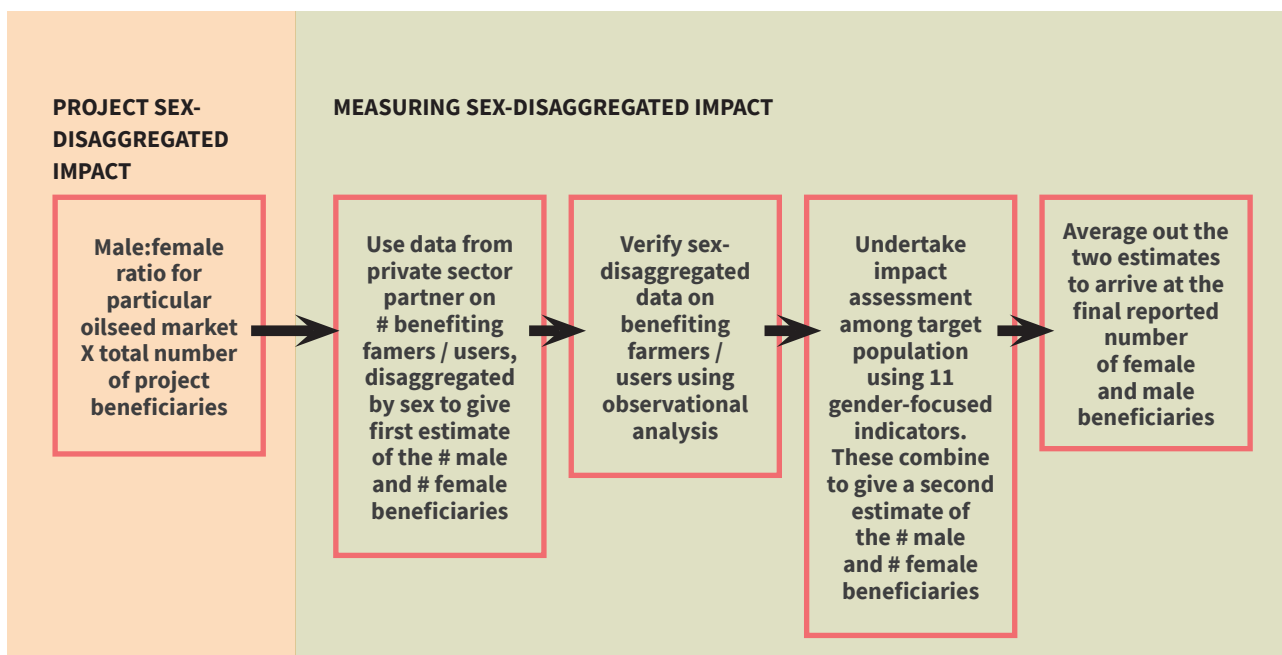 PROJECT SEX-
DISAGGREGATED
IMPACT
MEASURING SEX-DISAGGREGATED IMPACT
Male:female
ratio for
particular
oilseed market
X total number
of project
beneficiaries
Use data from
private sector
partner on
# benefiting
famers / users,
disaggregated
by sex to give
first estimate
of the # male
and # female
beneficiaries
Verify sex-
disaggregated
data on
benefiting
farmers /
users using
observational
analysis
Undertake
impact
assessment
among target
population
using 11
gender-focused
indicators.
These combine
to give a second
estimate of
the # male
and # female
beneficiaries
Average out the
two estimates
to arrive at the
final reported
number
of female
and male
beneficiaries